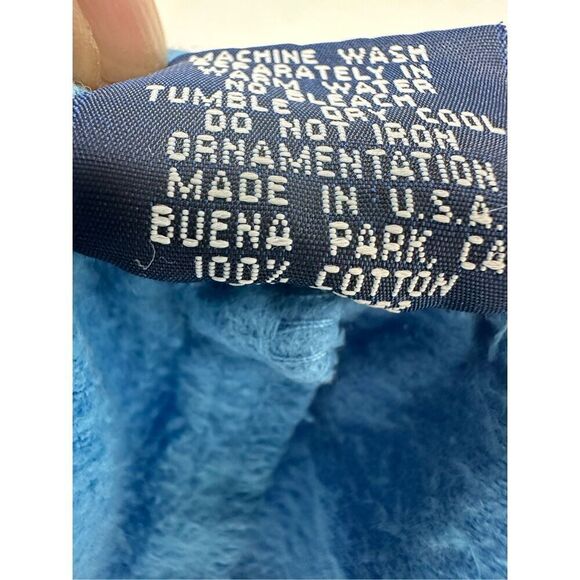 MACHINE WASH
IN
WATER
NO BLEACH
TUMBLE DRY COOL
DO NOT IRON
ORNAMENTATION
MADE IN U.S.A.
BUENA PARK, CA
100% COTTON